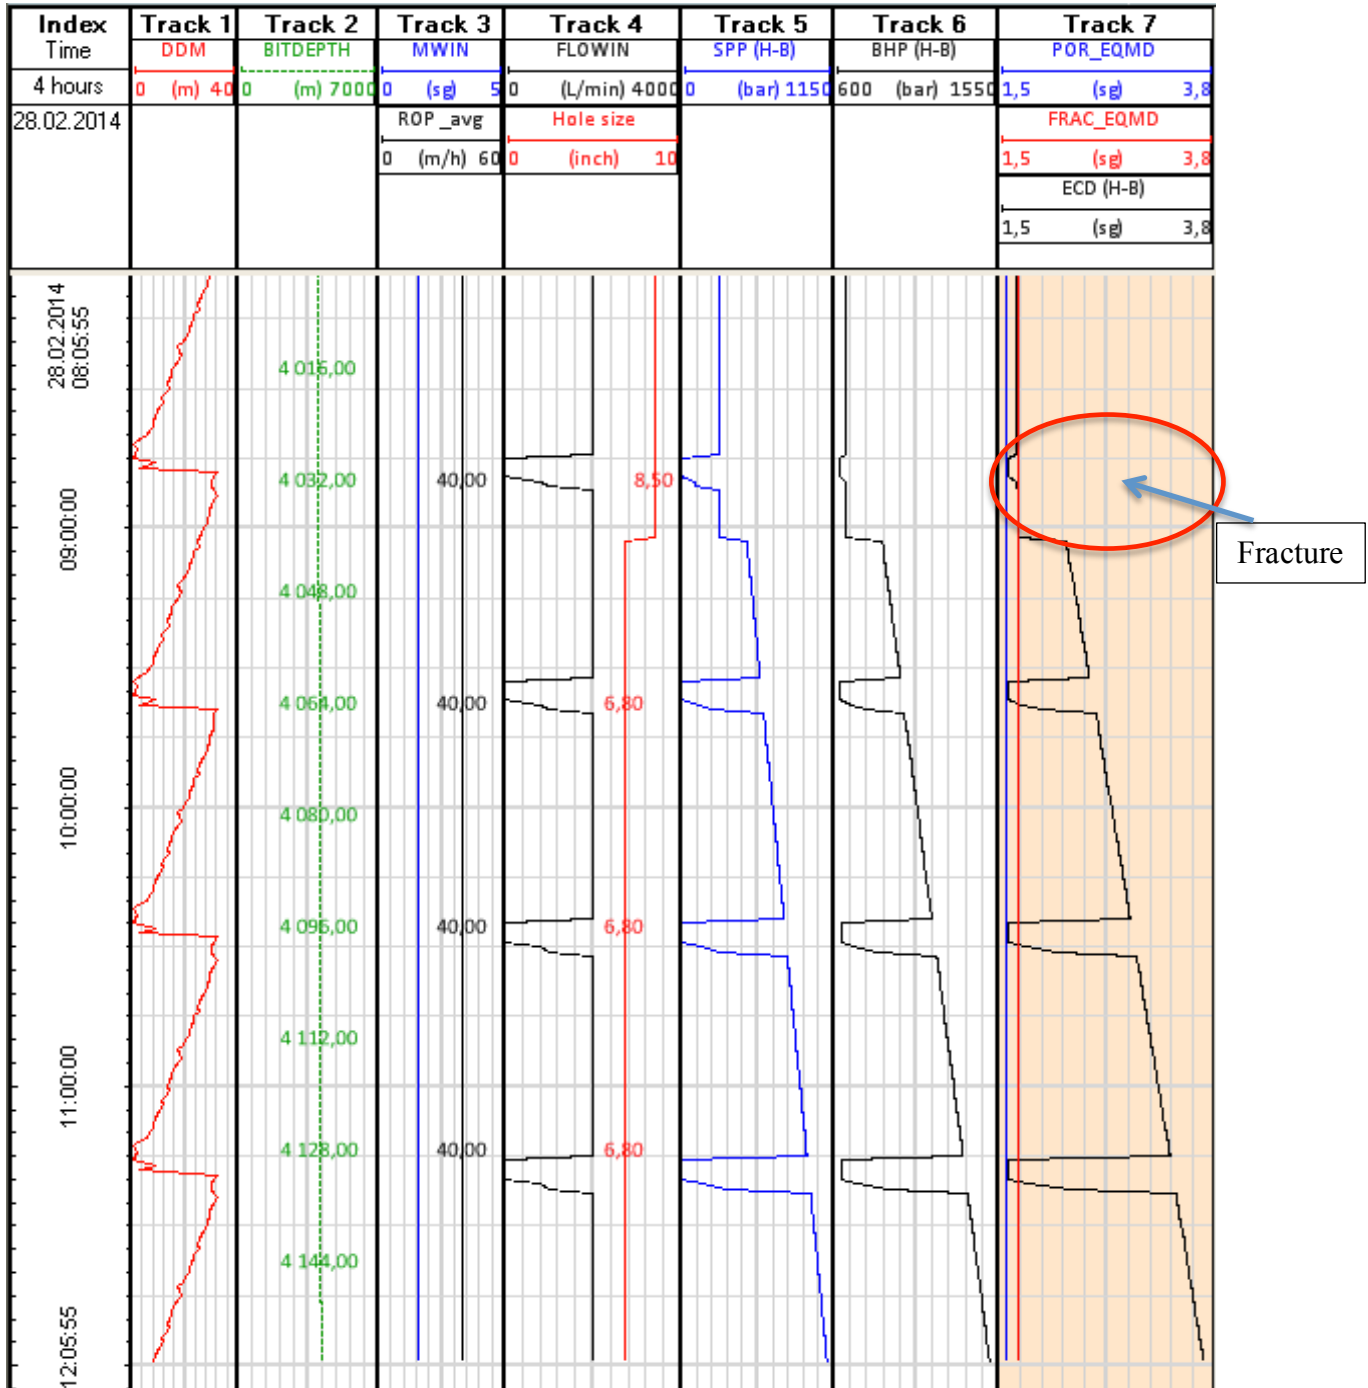 Index Track 1 Track 2 Track 3 Track 4 Track 5 Track 6 Track 7
Time DDM BITDEPTH MWIN FLOWIN SPP (H-B) BHP (H-B) POR_EQMD
4 hours 0 (m) 40 0 (m) 7000 0 (sg) 5 0 (L/min) 4000 0 (bar) 1150 600 (bar) 1550 1,5 (sg) 3,8
28.02.2014 ROP _avg Hole size FRAC_EQMD
0 (m/h) 60 0 (inch) 10 1,5 (sg) 3,8
ECD (H-B)
1,5 (sg) 3,8
28.02.2014
08:05:55
4 016,00
4 032,00 40,00 8,50
09:00:00
Fracture
4 048,00
4 064,00 40,00 6,80
10:00:00
4 080,00
4 096,00 40,00 6,80
4 112,00
11:00:00
4 128,00 40,00 6,80
4 144,00
12:05:55